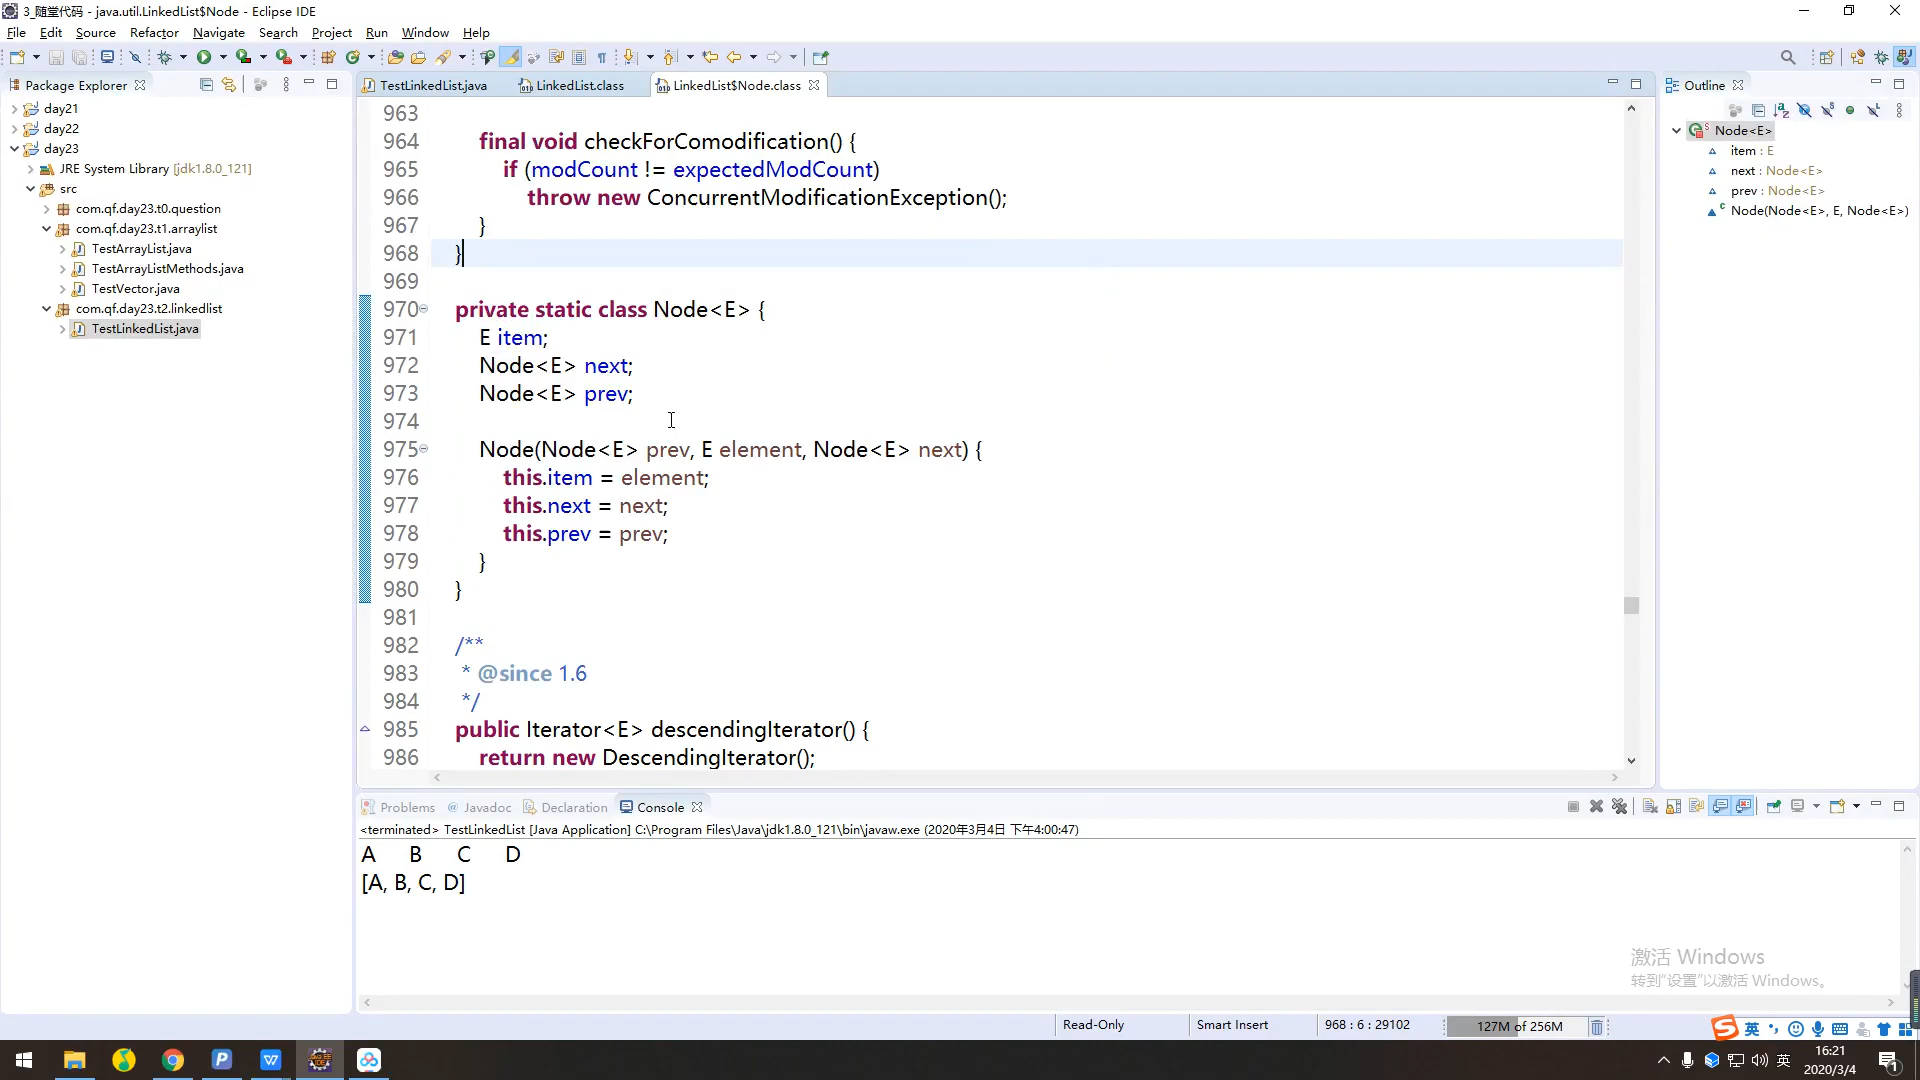 3_随堂代码 - java.util.LinkedList$Node - Eclipse IDE
File Edit Source Refactor Navigate Search Project Run Window Help
Package Explorer
day21
day22
day23
JRE System Library [jdk1.8.0_121]
src
com.qf.day23.t0.question
com.qf.day23.t1.arraylist
TestArrayList.java
TestArrayListMethods.java
TestVector.java
com.qf.day23.t2.linkedlist
TestLinkedList.java
TestLinkedList.java LinkedList.class LinkedList$Node.class
963
964 final void checkForComodification() {
965 if (modCount != expectedModCount)
966 throw new ConcurrentModificationException();
967 }
968 }
969
970 private static class Node<E> {
971 E item;
972 Node<E> next;
973 Node<E> prev;
974
975 Node(Node<E> prev, E element, Node<E> next) {
976 this.item = element;
977 this.next = next;
978 this.prev = prev;
979 }
980 }
981
982 /**
983 * @since 1.6
984 */
985 public Iterator<E> descendingIterator() {
986 return new DescendingIterator();
Outline
Node<E>
item : E
next : Node<E>
prev : Node<E>
Node(Node<E>, E, Node<E>)
Problems @ Javadoc Declaration Console
<terminated> TestLinkedList [Java Application] C:\Program Files\Java\jdk1.8.0_121\bin\javaw.exe (2020年3月4日 下午4:00:47)
A B C D
[A, B, C, D]
激活 Windows
转到"设置"以激活 Windows。
Read-Only Smart Insert 968 : 6 : 29102 127M of 256M
英
英
16:21
2020/3/4